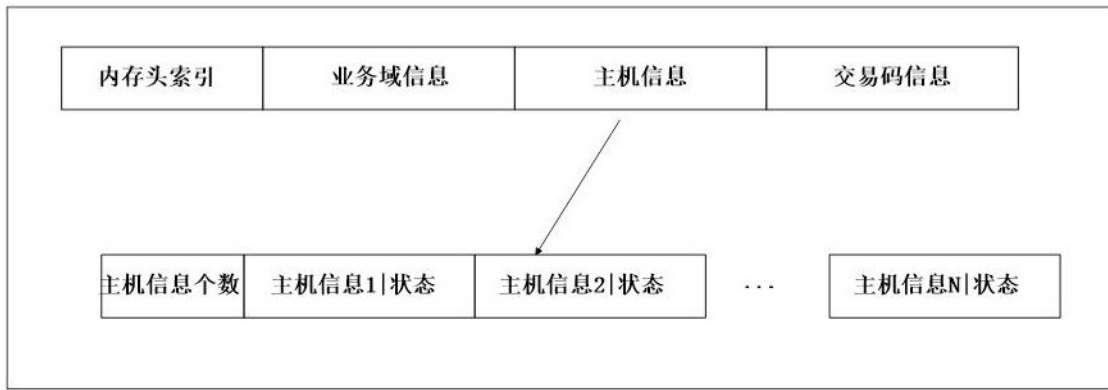 内存头索引 业务域信息 主机信息 交易码信息
主机信息个数 主机信息1|状态 主机信息2|状态 ... 主机信息N|状态